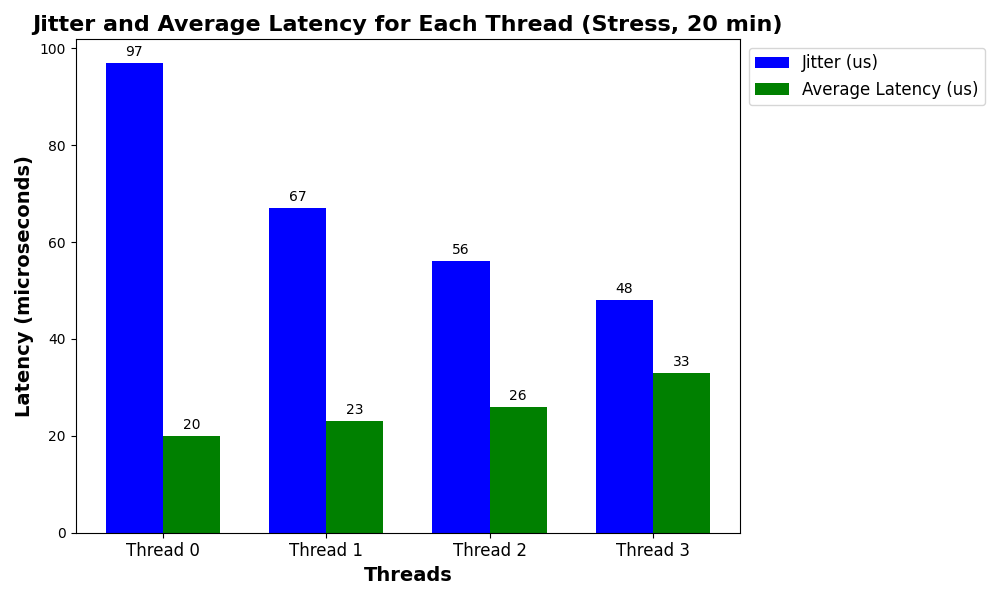 Jitter and Average Latency for Each Thread (Stress, 20 min)
Jitter (us)
Average Latency (us)
Latency (microseconds)
100
80
60
40
20
0
97
20
67
23
56
26
48
33
Thread 0
Thread 1
Thread 2
Thread 3
Threads